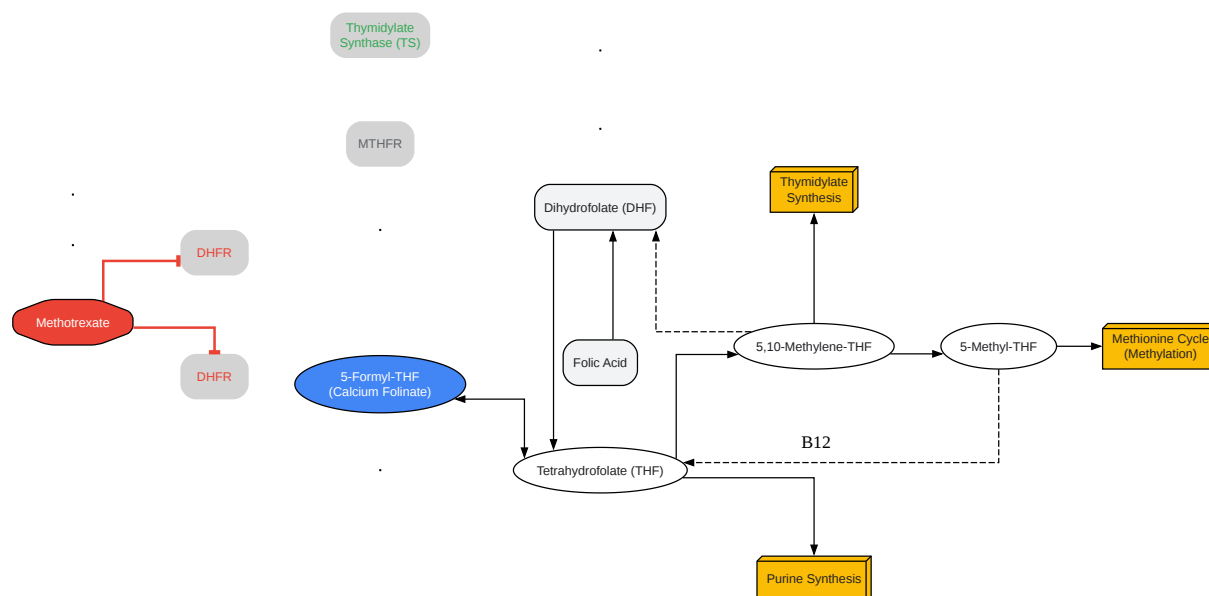 Thymidylate
Synthase (TS)
MTHFR
Thymidylate
Synthesis
Dihydrofolate (DHF)
DHFR
Methotrexate
5,10-Methylene-THF
5-Methyl-THF
Methionine Cycle
(Methylation)
Folic Acid
DHFR
5-Formyl-THF
(Calcium Folinate)
B12
Tetrahydrofolate (THF)
Purine Synthesis